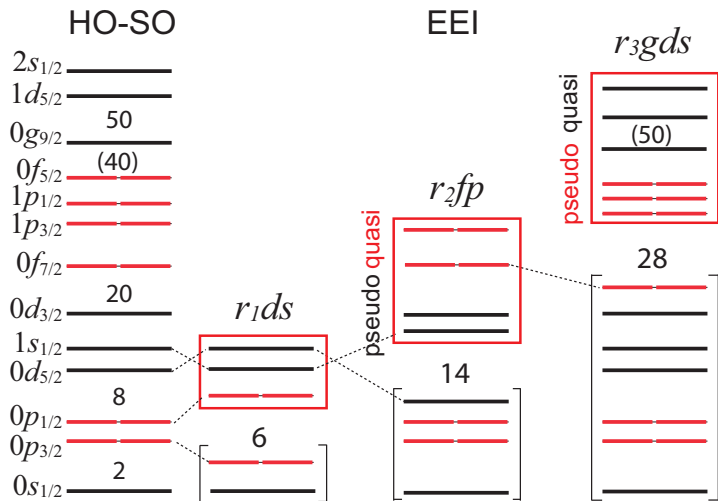 HO-SO
EEI
r₃gds
2s₁/₂
1d₅/₂
50
0g₉/₂
(40)
0f₅/₂
1p₁/₂
1p₃/₂
0f₇/₂
20
0d₃/₂
1s₁/₂
0d₅/₂
8
0p₁/₂
0p₃/₂
2
0s₁/₂
r₁ds
6
r₂fp
pseudo quasi
14
pseudo quasi
(50)
28